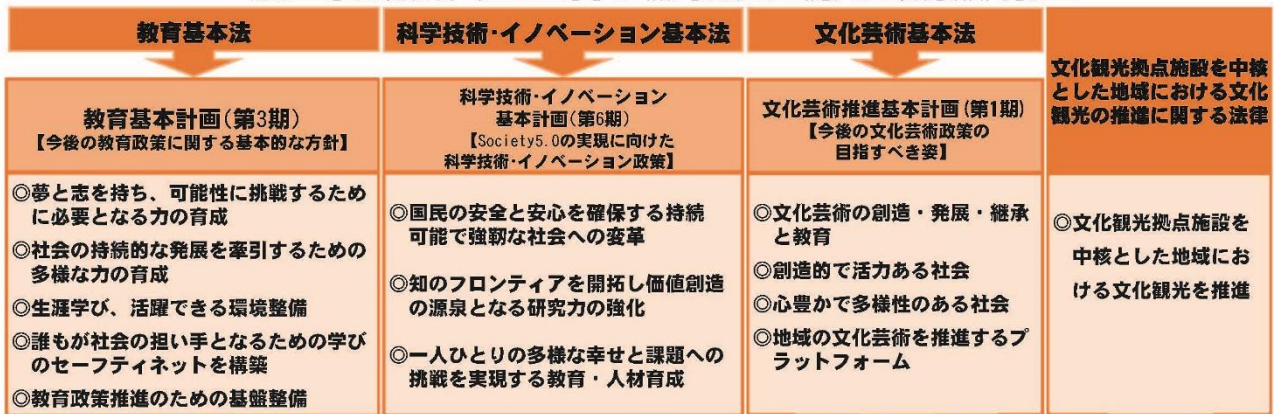 教育基本法
教育基本計画(第3期)
【今後の教育政策に関する基本的な方針】
◎夢と志を持ち、可能性に挑戦するため
に必要となる力の育成
◎社会の持続的な発展を牽引するための
多様な力の育成
◎生涯学び、活躍できる環境整備
◎誰もが社会の担い手となるための学び
のセーフティネットを構築
◎教育政策推進のための基盤整備
科学技術・イノベーション基本法
科学技術・イノベーション
基本計画(第6期)
【Society5.0の実現に向けた
科学技術・イノベーション政策】
◎国民の安全と安心を確保する持続
可能で強靱な社会への変革
◎知のフロンティアを開拓し価値創造
の源泉となる研究力の強化
◎一人ひとりの多様な幸せと課題への
挑戦を実現する教育・人材育成
文化芸術基本法
文化芸術推進基本計画(第1期)
【今後の文化芸術政策の
目指すべき姿】
◎文化芸術の創造・発展・継承
と教育
◎創造的で活力ある社会
◎心豊かで多様性のある社会
◎地域の文化芸術を推進するプ
ラットフォーム
文化観光拠点施設を中核
とした地域における文化
観光の推進に関する法律
◎文化観光拠点施設を
中核とした地域にお
ける文化観光を推進